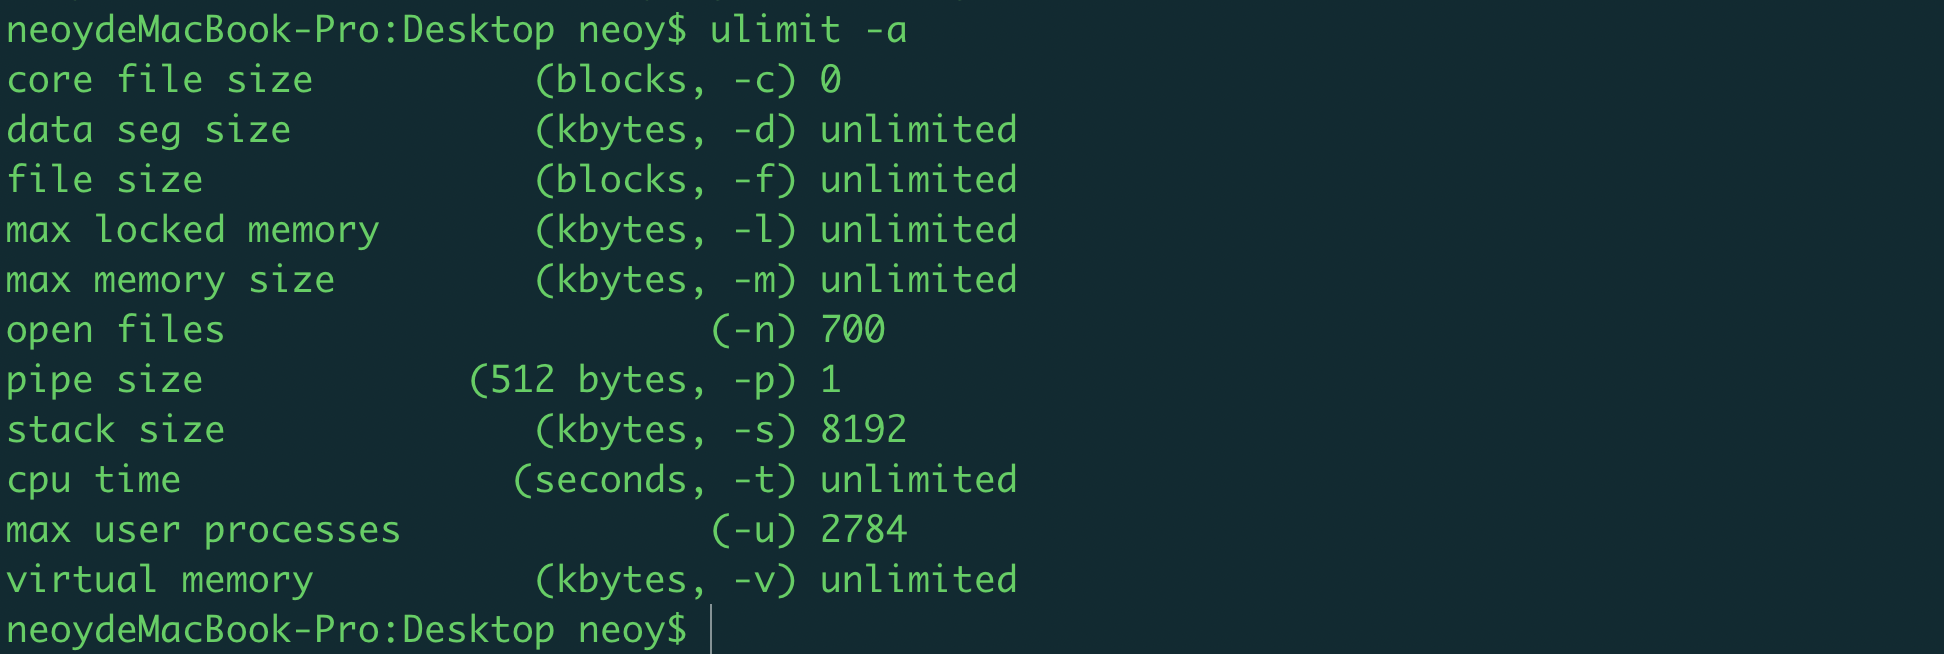 neoydeMacBook-Pro:Desktop neoy$ ulimit -a
core file size          (blocks, -c) 0
data seg size           (kbytes, -d) unlimited
file size               (blocks, -f) unlimited
max locked memory       (kbytes, -l) unlimited
max memory size         (kbytes, -m) unlimited
open files                      (-n) 700
pipe size            (512 bytes, -p) 1
stack size              (kbytes, -s) 8192
cpu time               (seconds, -t) unlimited
max user processes              (-u) 2784
virtual memory          (kbytes, -v) unlimited
neoydeMacBook-Pro:Desktop neoy$